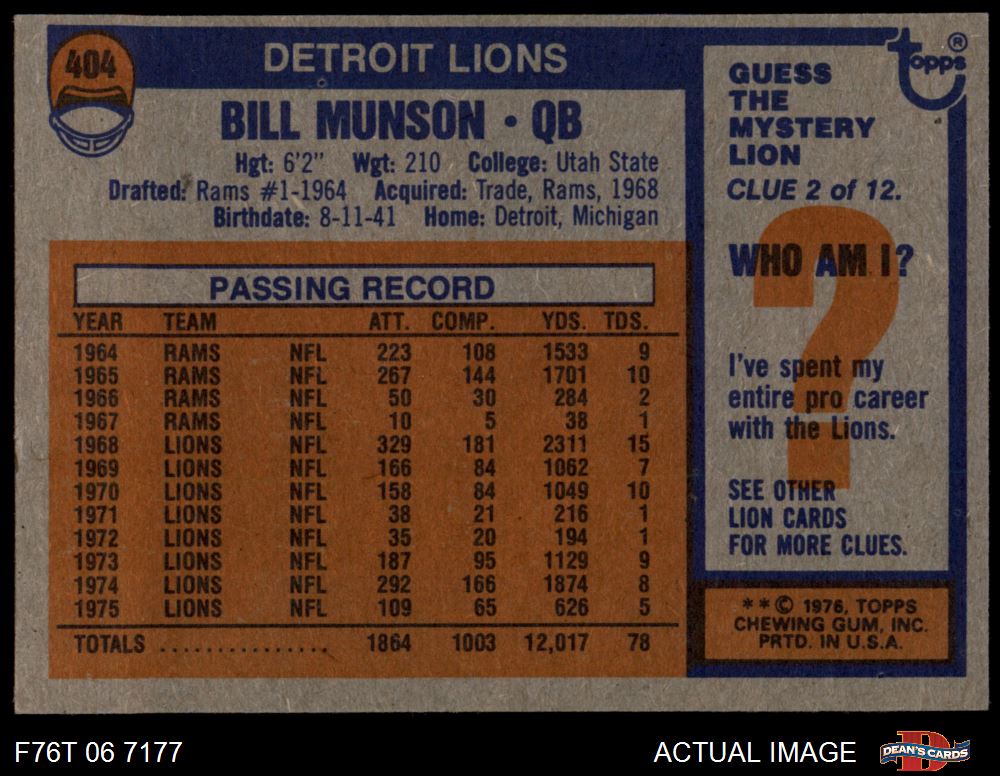 404
DETROIT LIONS
BILL MUNSON • QB
Hgt: 6'2" Wgt: 210 College: Utah State
Drafted: Rams #1-1964 Acquired: Trade, Rams, 1968
Birthdate: 8-11-41 Home: Detroit, Michigan
PASSING RECORD
YEAR TEAM ATT. COMP. YDS. TDS.
1964 RAMS NFL 223 108 1533 9
1965 RAMS NFL 267 144 1701 10
1966 RAMS NFL 50 30 284 2
1967 RAMS NFL 10 5 38 1
1968 LIONS NFL 329 181 2311 15
1969 LIONS NFL 166 84 1062 7
1970 LIONS NFL 158 84 1049 10
1971 LIONS NFL 38 21 216 1
1972 LIONS NFL 35 20 194 1
1973 LIONS NFL 187 95 1129 9
1974 LIONS NFL 292 166 1874 8
1975 LIONS NFL 109 65 626 5
TOTALS ............... 1864 1003 12,017 78
topps®
GUESS
THE
MYSTERY
LION
CLUE 2 of 12.
WHO AM I?
?
I've spent my
entire pro career
with the Lions.
SEE OTHER
LION CARDS
FOR MORE CLUES.
**© 1976, TOPPS
CHEWING GUM, INC.
PRTD. IN U.S.A.
F76T 06 7177
ACTUAL IMAGE
D
DEAN'S CARDS